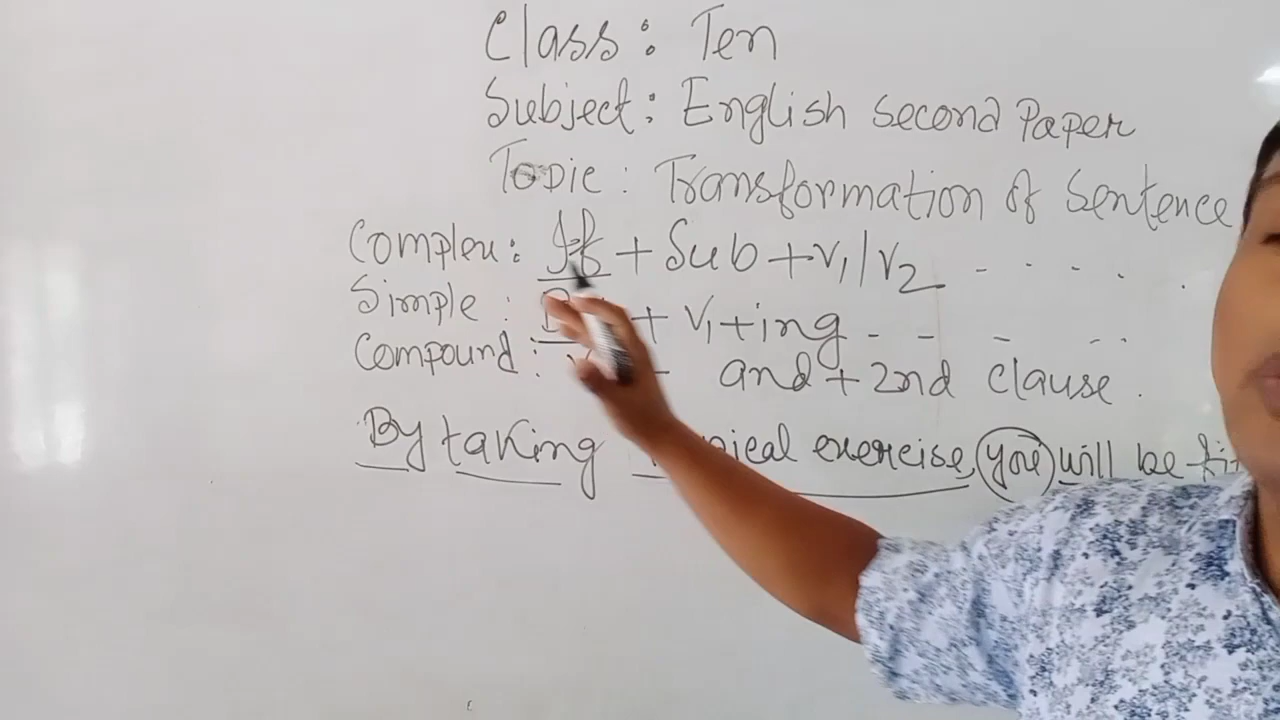 Class: Ten
Subject: English Second Paper
Topic: Transformation of Sentence
Complex: If + Sub + V1/V2 - - - - .
Simple : + V1+ing - - - - -
Compound: and + 2nd clause.
By taking exercise, you will be